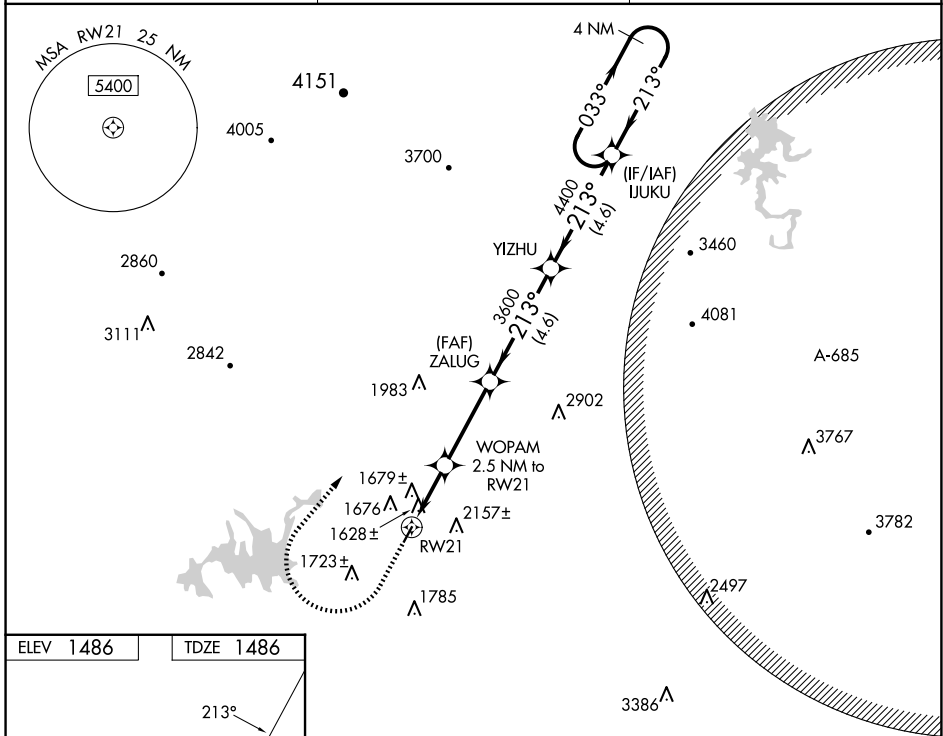 MSA RW21 25 NM
5400
4151
4005
3700
4 NM
033°
213°
(IF/IAF)
IJUKU
4400
213°
(4.6)
YIZHU
3460
2860
3600
213°
(4.6)
4081
3111
(FAF)
ZALUG
2842
A-685
1983
2902
3767
WOPAM
2.5 NM to
RW21
1679±
1676
1628±
2157±
3782
RW21
1723±
1785
2497
ELEV 1486
TDZE 1486
213°
3386